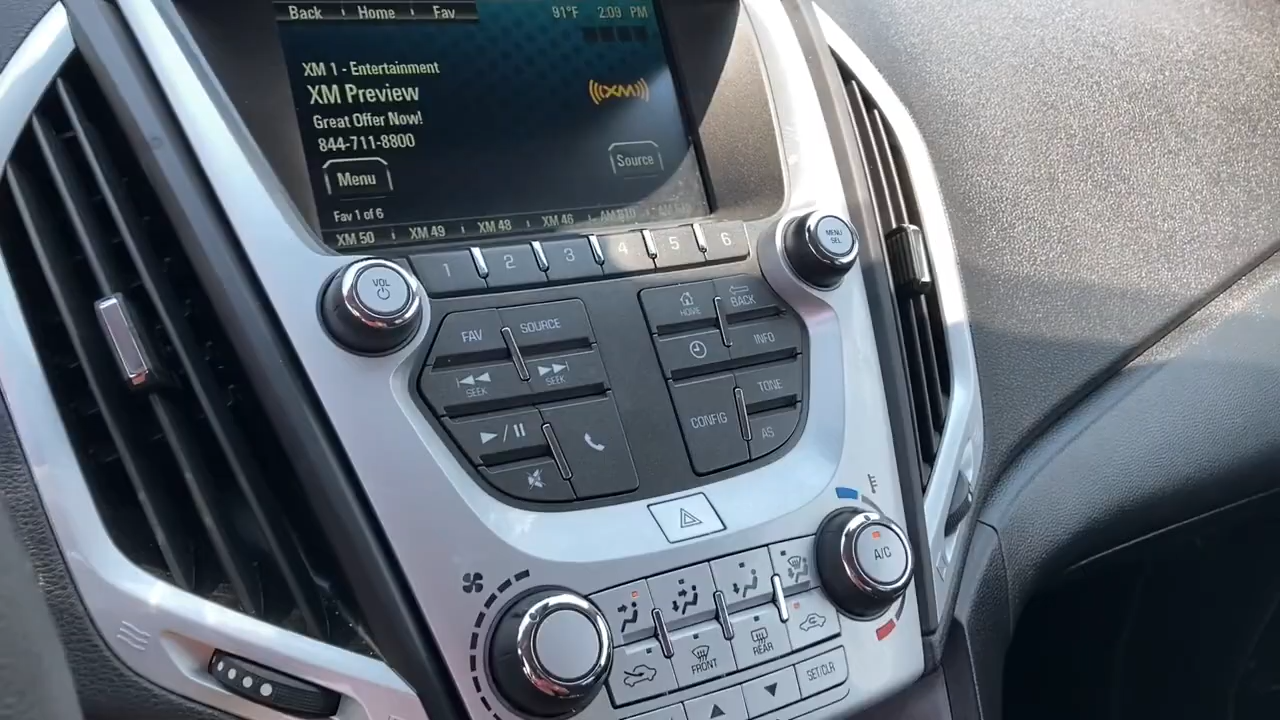 Back Home Fav 91°F 2:09 PM
XM 1 - Entertainment
XM Preview
((XM))
Great Offer Now!
844-711-8800
Menu
Source
Fav 1 of 6
XM 50 XM 49 XM 48 XM 46
1 2 3 4 5 6
VOL
MENU
SEL
FAV SOURCE
HOME BACK
INFO
SEEK SEEK
TONE
CONFIG
AS
A/C
FRONT
REAR
SET/CLR